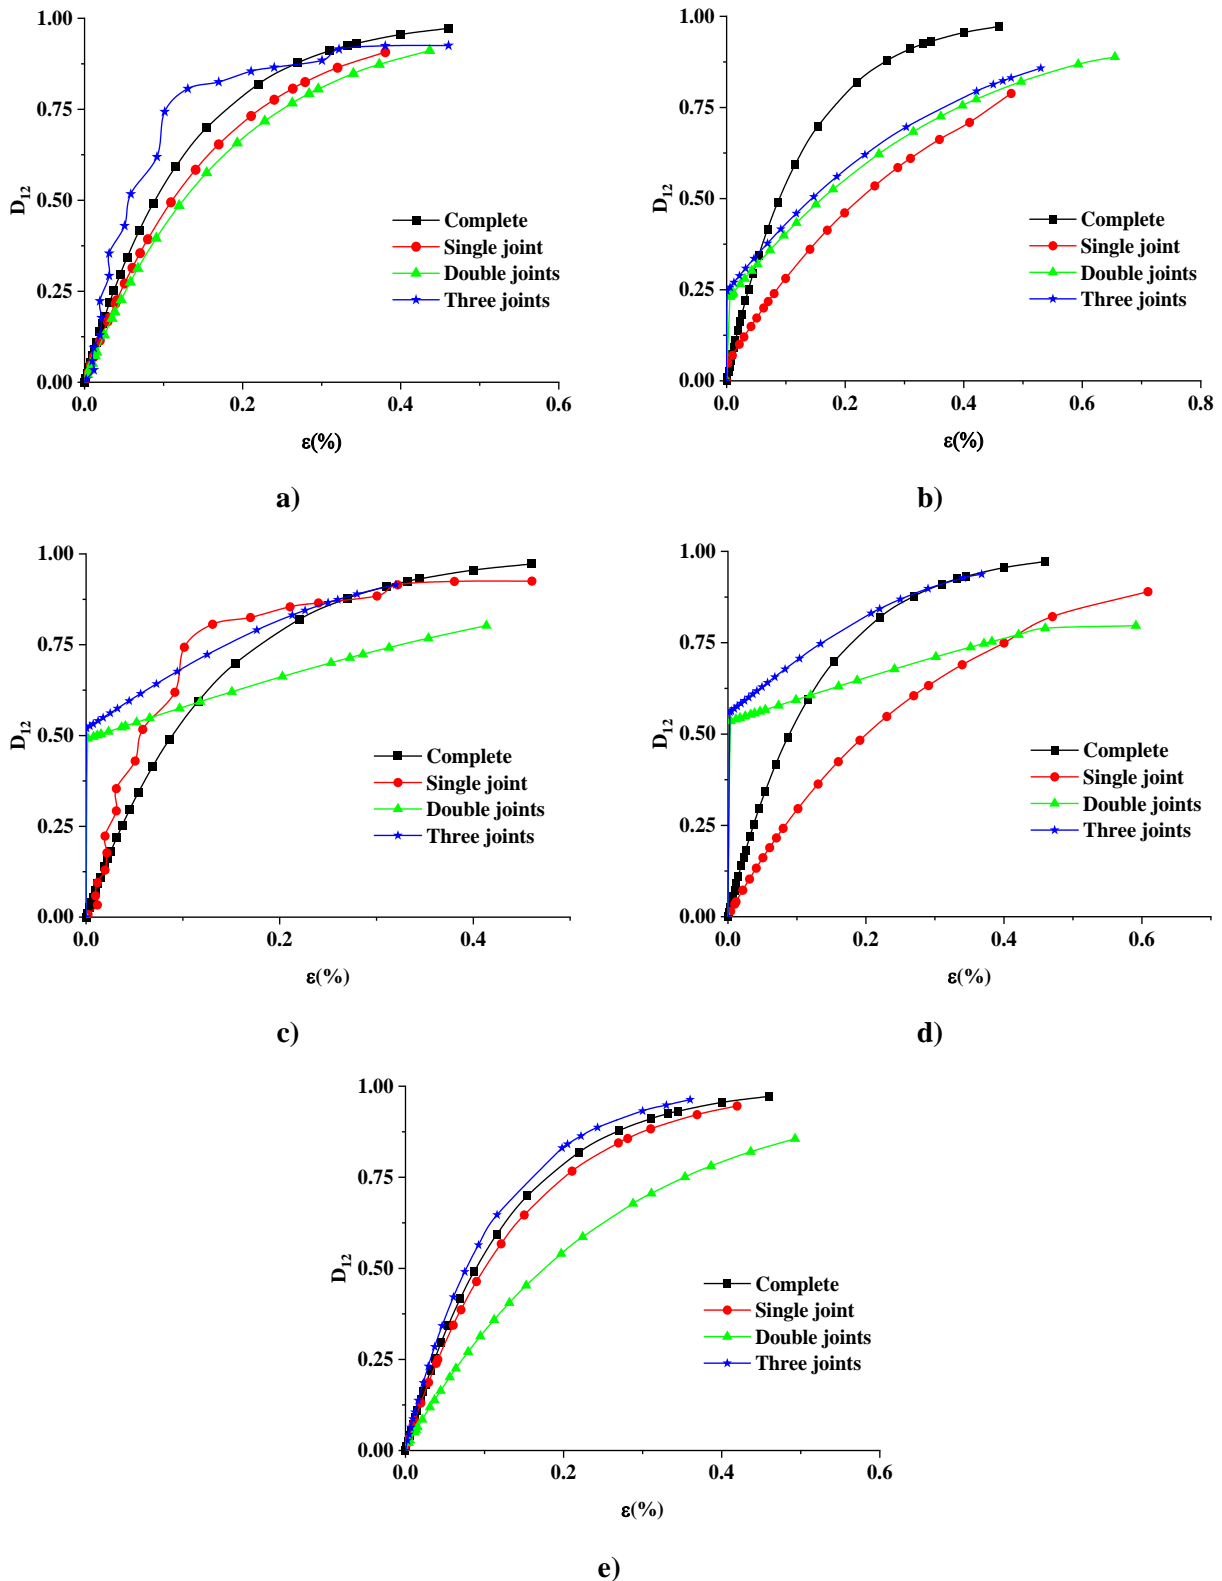 1.00
0.75
0.50
0.25
0.00
D12
0.0
0.2
0.4
0.6
ε(%)
Complete
Single joint
Double joints
Three joints
a)
1.00
0.75
0.50
0.25
0.00
D12
0.0
0.2
0.4
0.6
0.8
ε(%)
Complete
Single joint
Double joints
Three joints
b)
1.00
0.75
0.50
0.25
0.00
D12
0.0
0.2
0.4
ε(%)
Complete
Single joint
Double joints
Three joints
c)
1.00
0.75
0.50
0.25
0.00
D12
0.0
0.2
0.4
0.6
ε(%)
Complete
Single joint
Double joints
Three joints
d)
1.00
0.75
0.50
0.25
0.00
D12
0.0
0.2
0.4
0.6
ε(%)
Complete
Single joint
Double joints
Three joints
e)